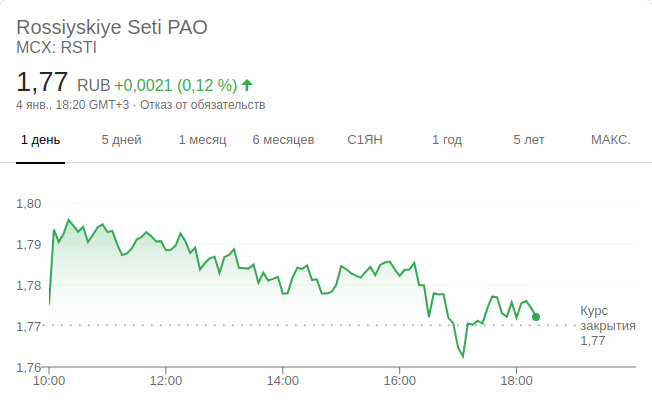 Rossiyskiye Seti PAO
MCX: RSTI
1,77 RUB +0,0021 (0,12 %)
4 янв., 18:20 GMT+3 · Отказ от обязательств
1 день 5 дней 1 месяц 6 месяцев С1ЯН 1 год 5 лет МАКС.
1,80
1,79
1,78
1,77
1,76
Курс
закрытия
1,77
10:00 12:00 14:00 16:00 18:00